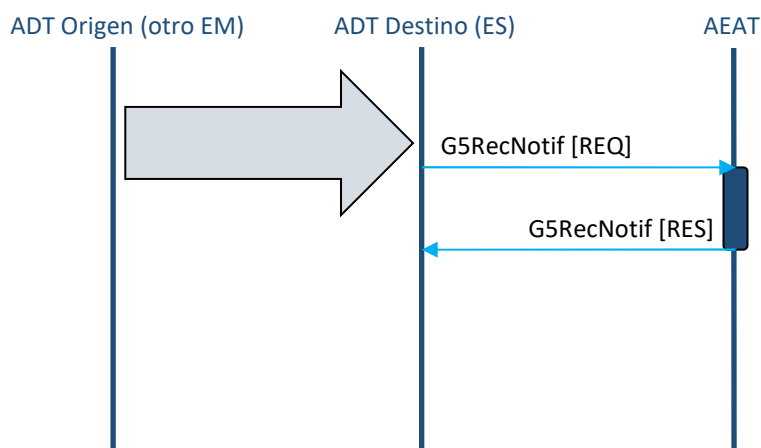 ADT Origen (otro EM)
ADT Destino (ES)
AEAT
G5RecNotif [REQ]
G5RecNotif [RES]